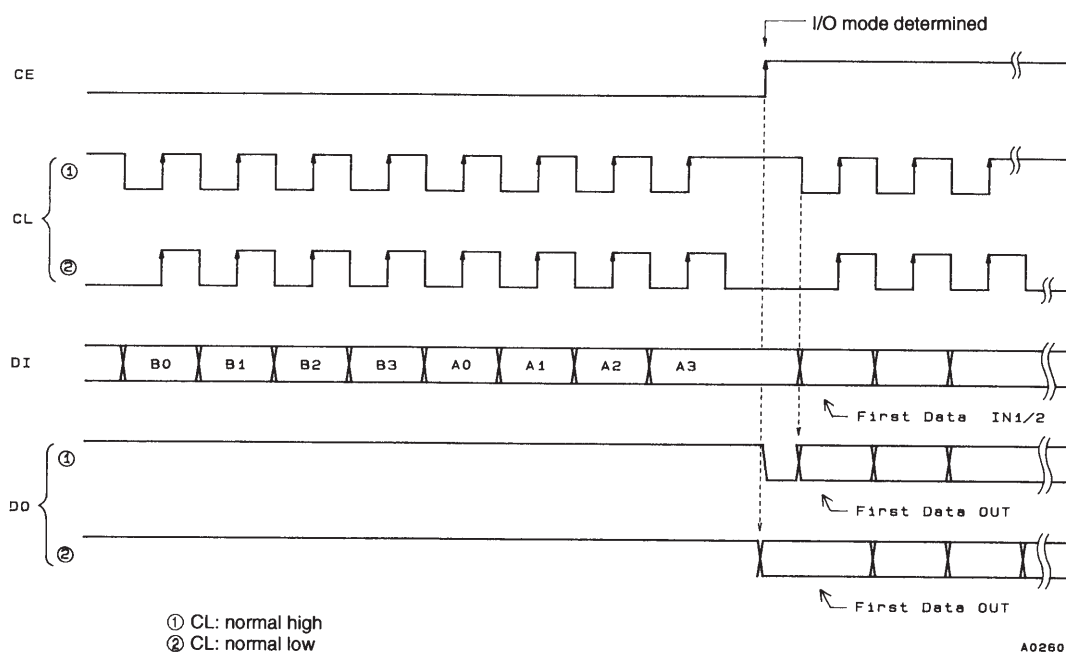 I/O mode determined
CE
CL
①
②
DI
B0 B1 B2 B3 A0 A1 A2 A3
First Data IN1/2
DO
①
First Data OUT
②
First Data OUT
① CL: normal high
② CL: normal low
A0260